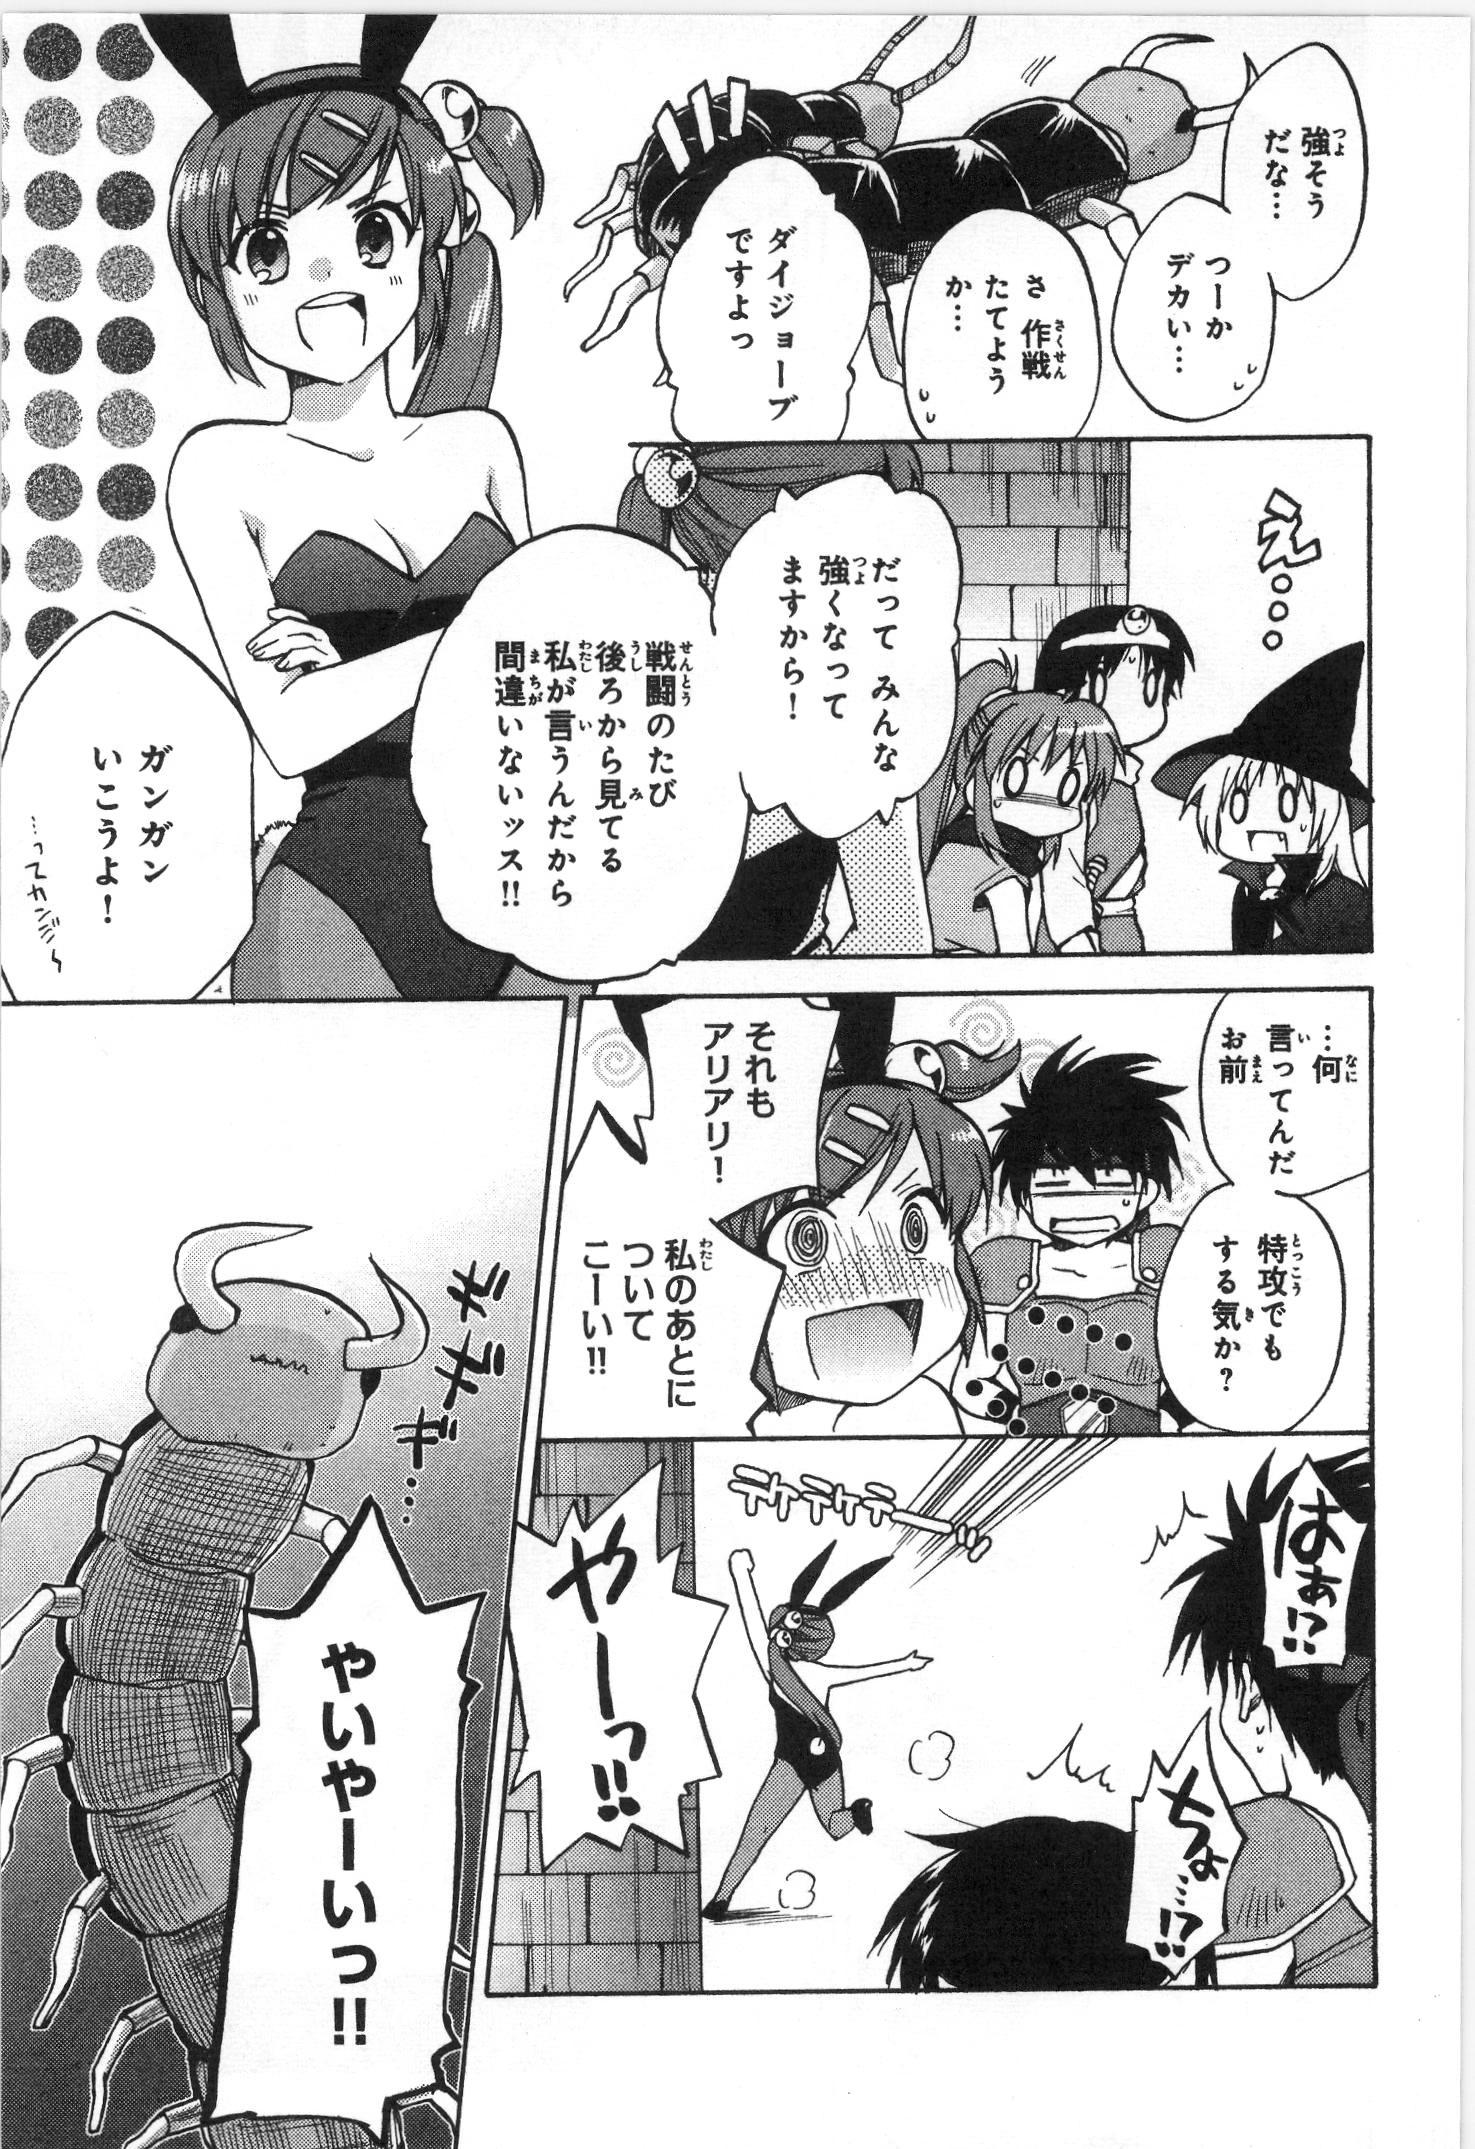 強そう
だな…
つーか
デカい…
さ 作戦
たてよう
か…
ダイジョーブ
ですよっ
え。。。
だって みんな
強くなって
ますから！
戦闘のたび
後ろから見てる
私が言うんだから
間違いないッス!!
ガンガン
いこうよ！
…ってカンジ〜
…何
言ってんだ
お前
特攻でも
する気か？
それも
アリアリ！
私のあとに
ついて
こーい!!
はぁ!?
テケテケテー
ちょ…!?
やーっ!!
ギラギラギャ…
やいやーいっ!!